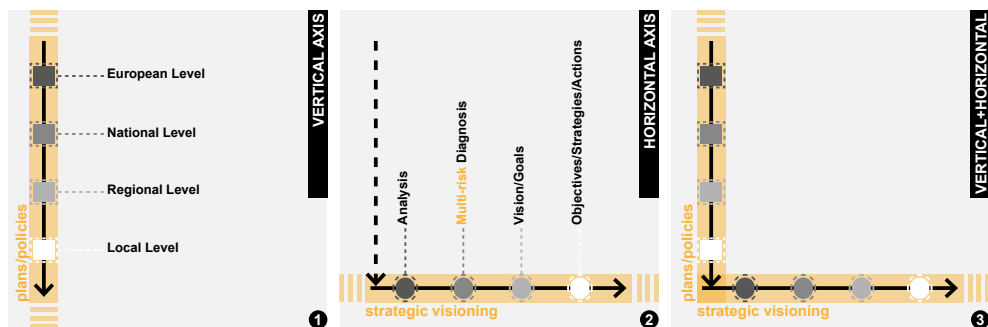 VERTICAL AXIS
European Level
National Level
Regional Level
Local Level
plans/policies
1
HORIZONTAL AXIS
Analysis
Multi-risk Diagnosis
Vision/Goals
Objectives/Strategies/Actions
strategic visioning
2
VERTICAL+HORIZONTAL
plans/policies
strategic visioning
3